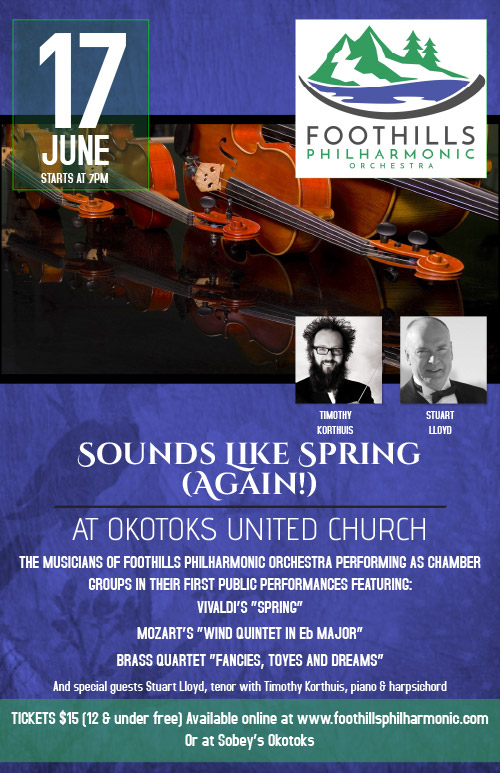 17
JUNE
STARTS AT 7PM
FOOTHILLS
PHILHARMONIC
ORCHESTRA
TIMOTHY
KORTHUIS
STUART
LLOYD
SOUNDS LIKE SPRING
(AGAIN!)
AT OKOTOKS UNITED CHURCH
THE MUSICIANS OF FOOTHILLS PHILHARMONIC ORCHESTRA PERFORMING AS CHAMBER
GROUPS IN THEIR FIRST PUBLIC PERFORMANCES FEATURING:
VIVALDI'S "SPRING"
MOZART'S "WIND QUINTET IN Eb MAJOR"
BRASS QUARTET "FANCIES, TOYES AND DREAMS"
And special guests Stuart Lloyd, tenor with Timothy Korthuis, piano & harpsichord
TICKETS $15 (12 & under free) Available online at www.foothillsphilharmonic.com
Or at Sobey's Okotoks